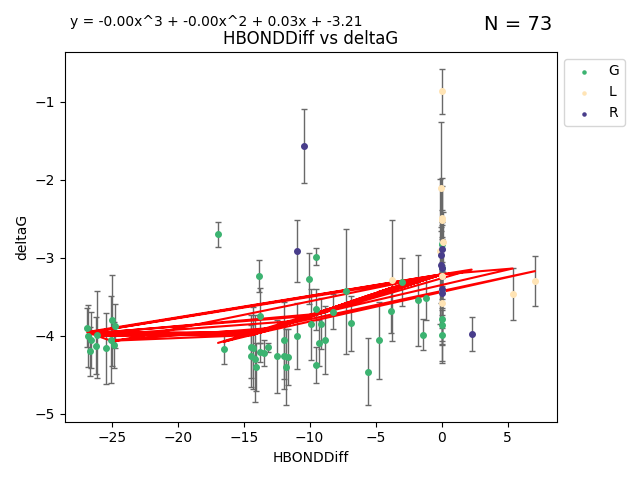 y = -0.00x^3 + -0.00x^2 + 0.03x + -3.21
N = 73
HBONDDiff vs deltaG
G
L
R
deltaG
−1
−2
−3
−4
−5
−25
−20
−15
−10
−5
0
5
HBONDDiff